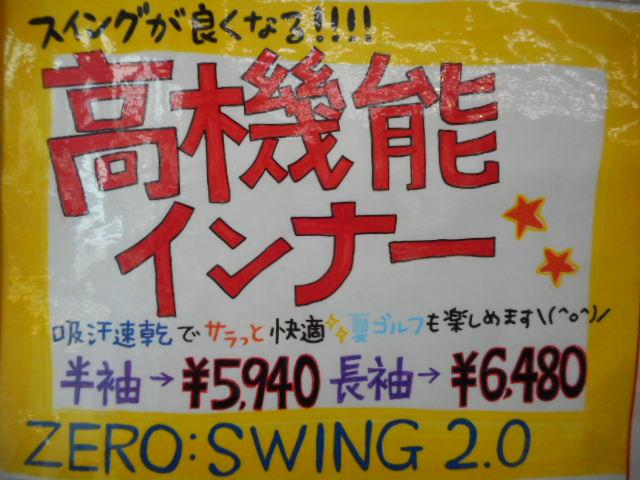 スイングが良くなる!!!!
高機能
インナー
吸汗速乾でサラっと快適✨夏ゴルフも楽しめます\(^o^)/
半袖→¥5,940 長袖→¥6,480
ZERO:SWING 2.0